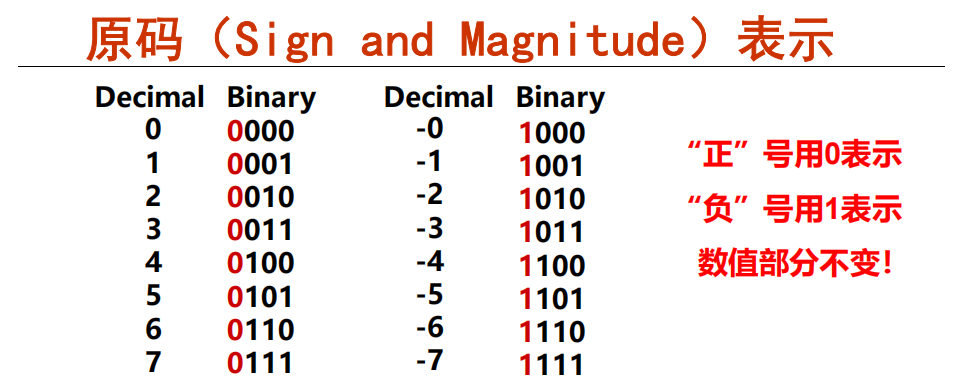 原码（Sign and Magnitude）表示
Decimal Binary Decimal Binary
0 0000 -0 1000
1 0001 -1 1001
2 0010 -2 1010
3 0011 -3 1011
4 0100 -4 1100
5 0101 -5 1101
6 0110 -6 1110
7 0111 -7 1111
“正”号用0表示
“负”号用1表示
数值部分不变！